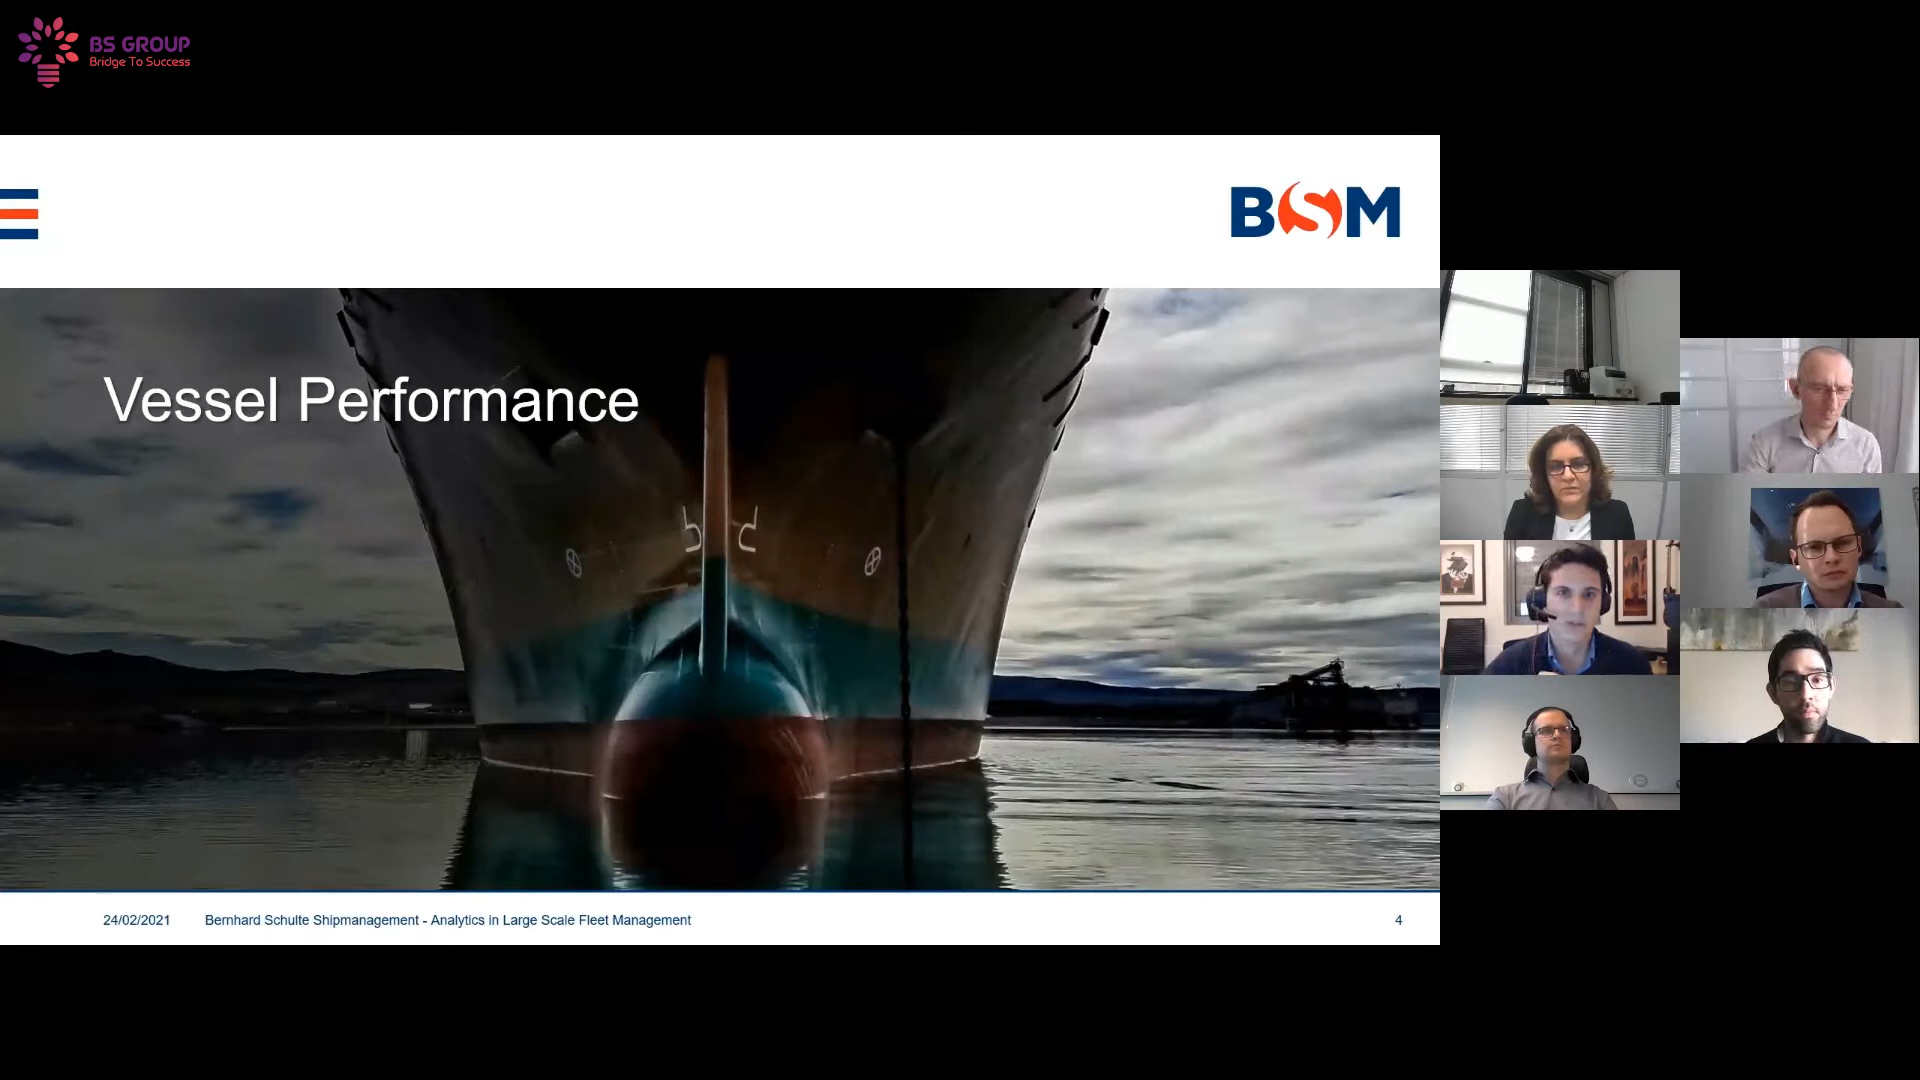 BS GROUP
Bridge To Success
BSM
Vessel Performance
24/02/2021 Bernhard Schulte Shipmanagement - Analytics in Large Scale Fleet Management 4